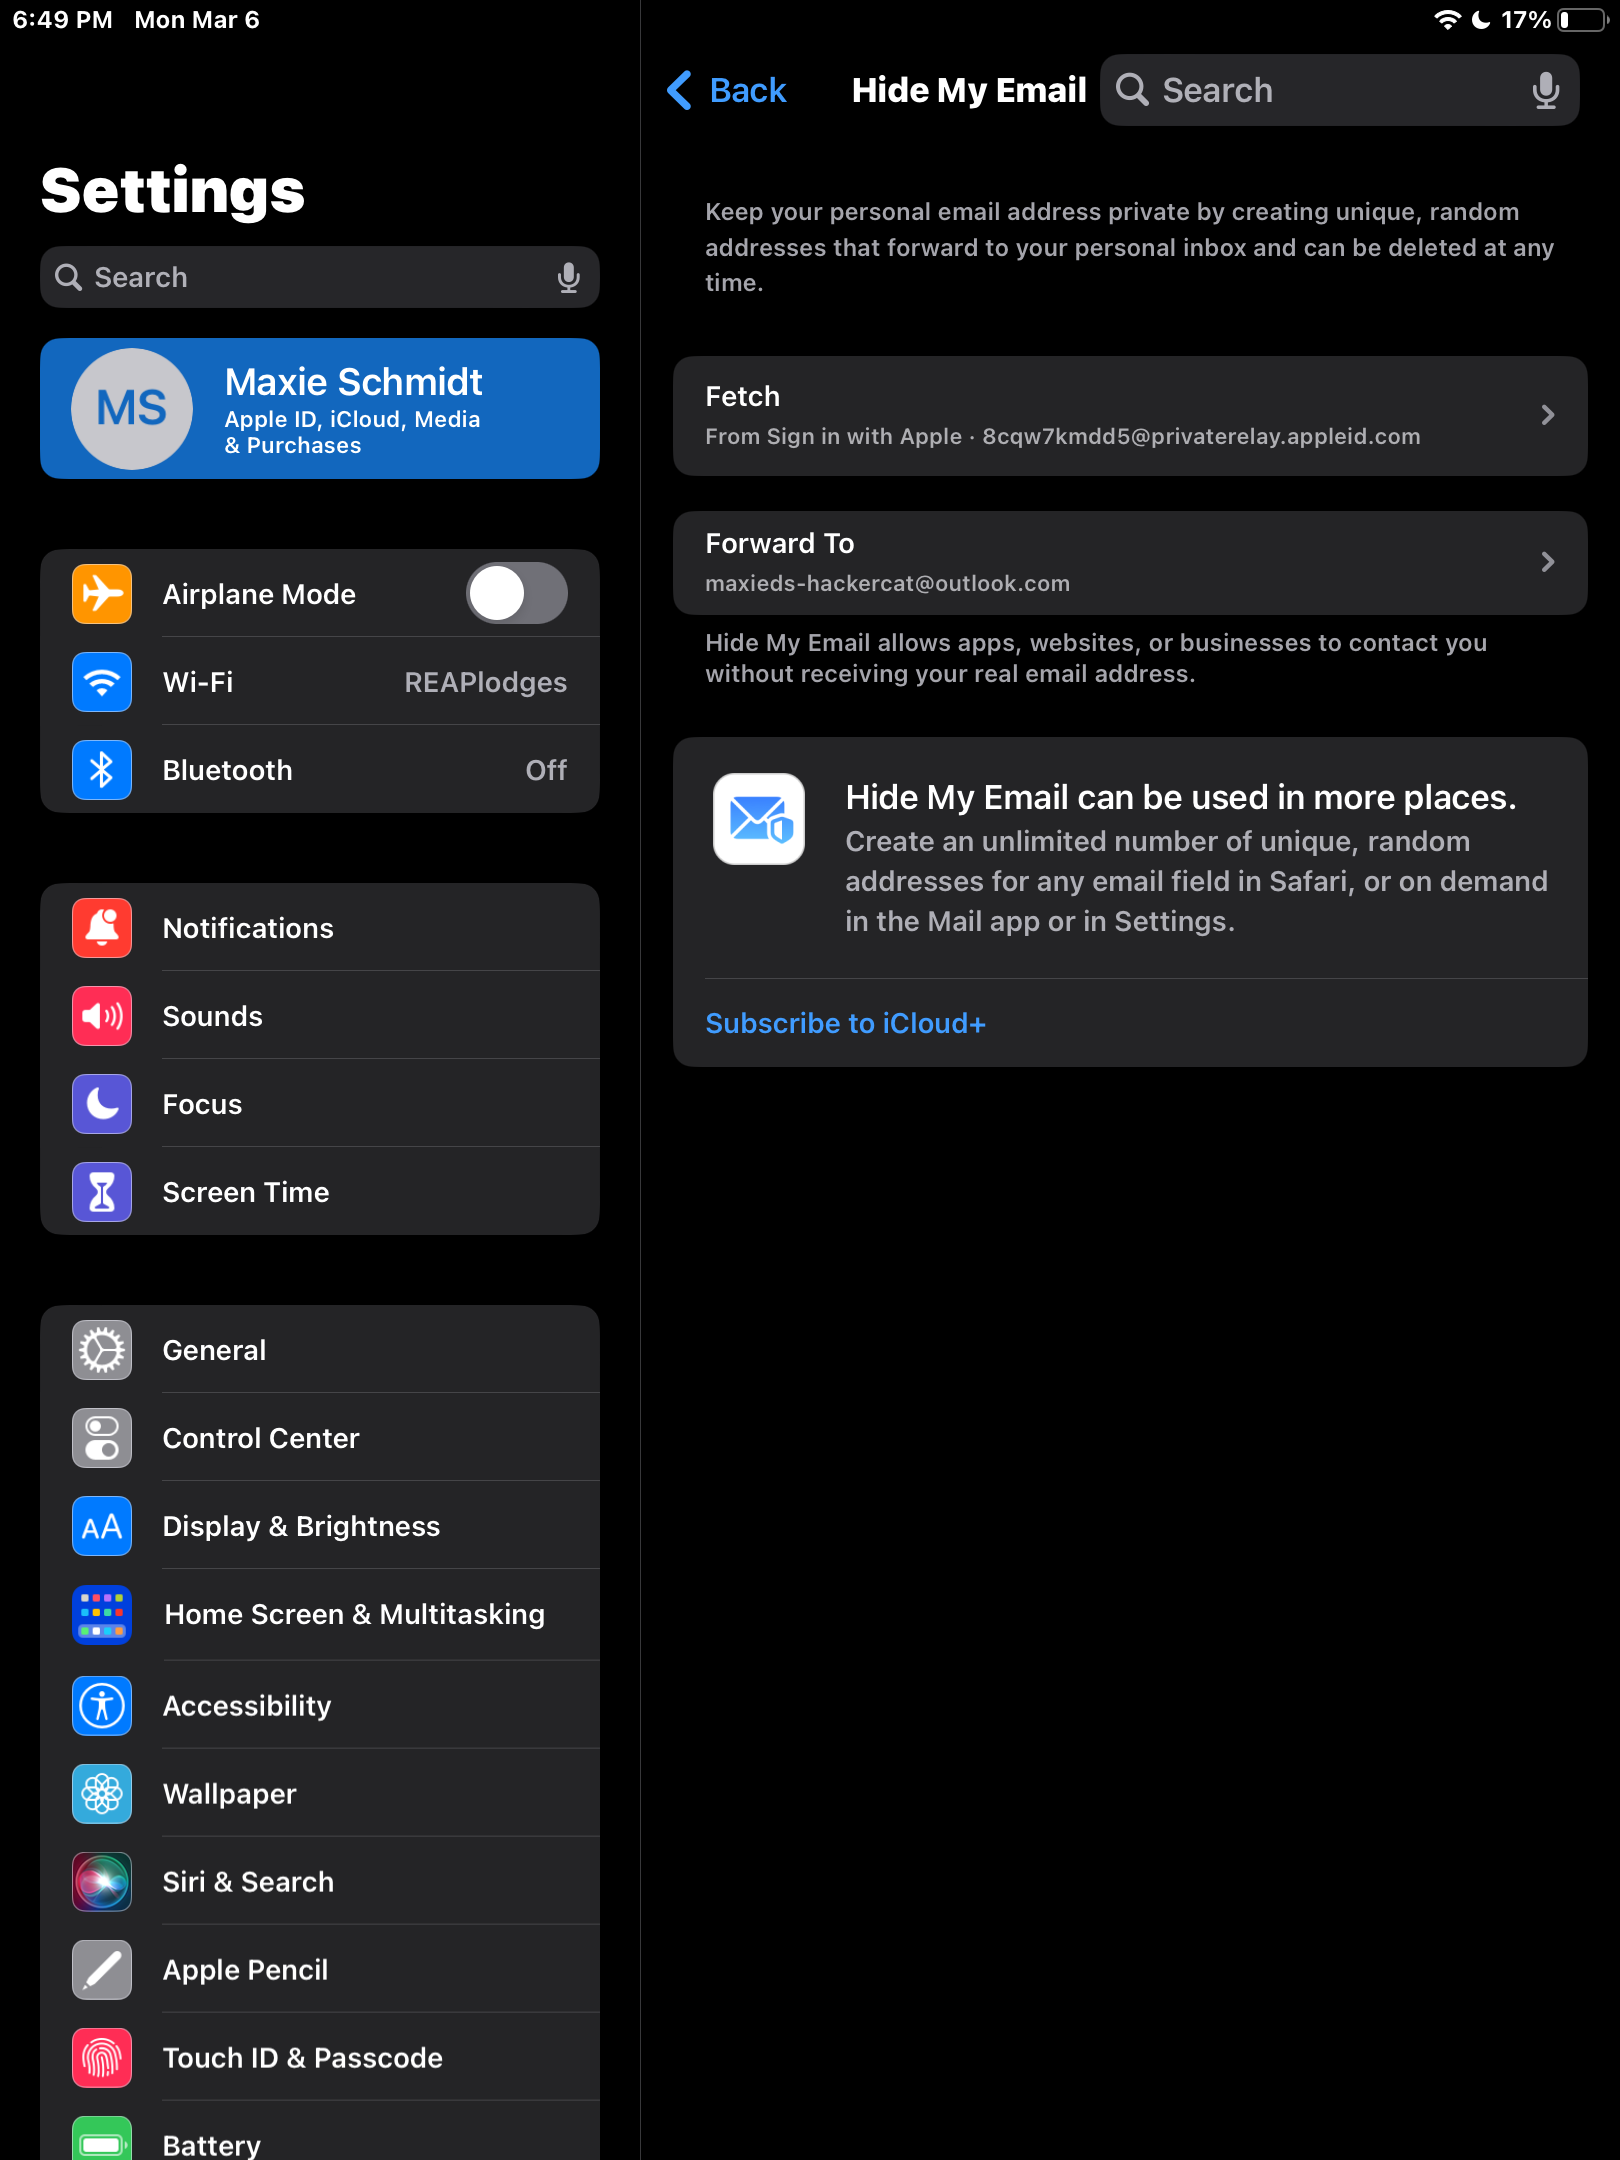 6:49 PM Mon Mar 6
17%
Settings
Search
MS
Maxie Schmidt
Apple ID, iCloud, Media
& Purchases
Airplane Mode
Wi-Fi REAPlodges
Bluetooth Off
Notifications
Sounds
Focus
Screen Time
General
Control Center
AA
Display & Brightness
Home Screen & Multitasking
Accessibility
Wallpaper
Siri & Search
Apple Pencil
Touch ID & Passcode
Battery
Back
Hide My Email
Search
Keep your personal email address private by creating unique, random
addresses that forward to your personal inbox and can be deleted at any
time.
Fetch
From Sign in with Apple · 8cqw7kmdd5@privaterelay.appleid.com
Forward To
maxieds-hackercat@outlook.com
Hide My Email allows apps, websites, or businesses to contact you
without receiving your real email address.
Hide My Email can be used in more places.
Create an unlimited number of unique, random
addresses for any email field in Safari, or on demand
in the Mail app or in Settings.
Subscribe to iCloud+